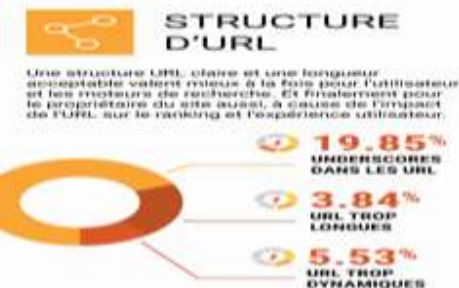 STRUCTURE
D'URL
Une structure URL claire et une longueur
acceptable valent mieux à la fois pour l'utilisateur
et les moteurs de recherche. Et finalement pour
le propriétaire du site aussi, à cause de l'impact
de l'URL sur le ranking et l'expérience utilisateur.
19.85%
UNDERSCORES
DANS LES URL
3.84%
URL TROP
LONGUES
5.53%
URL TROP
DYNAMIQUES